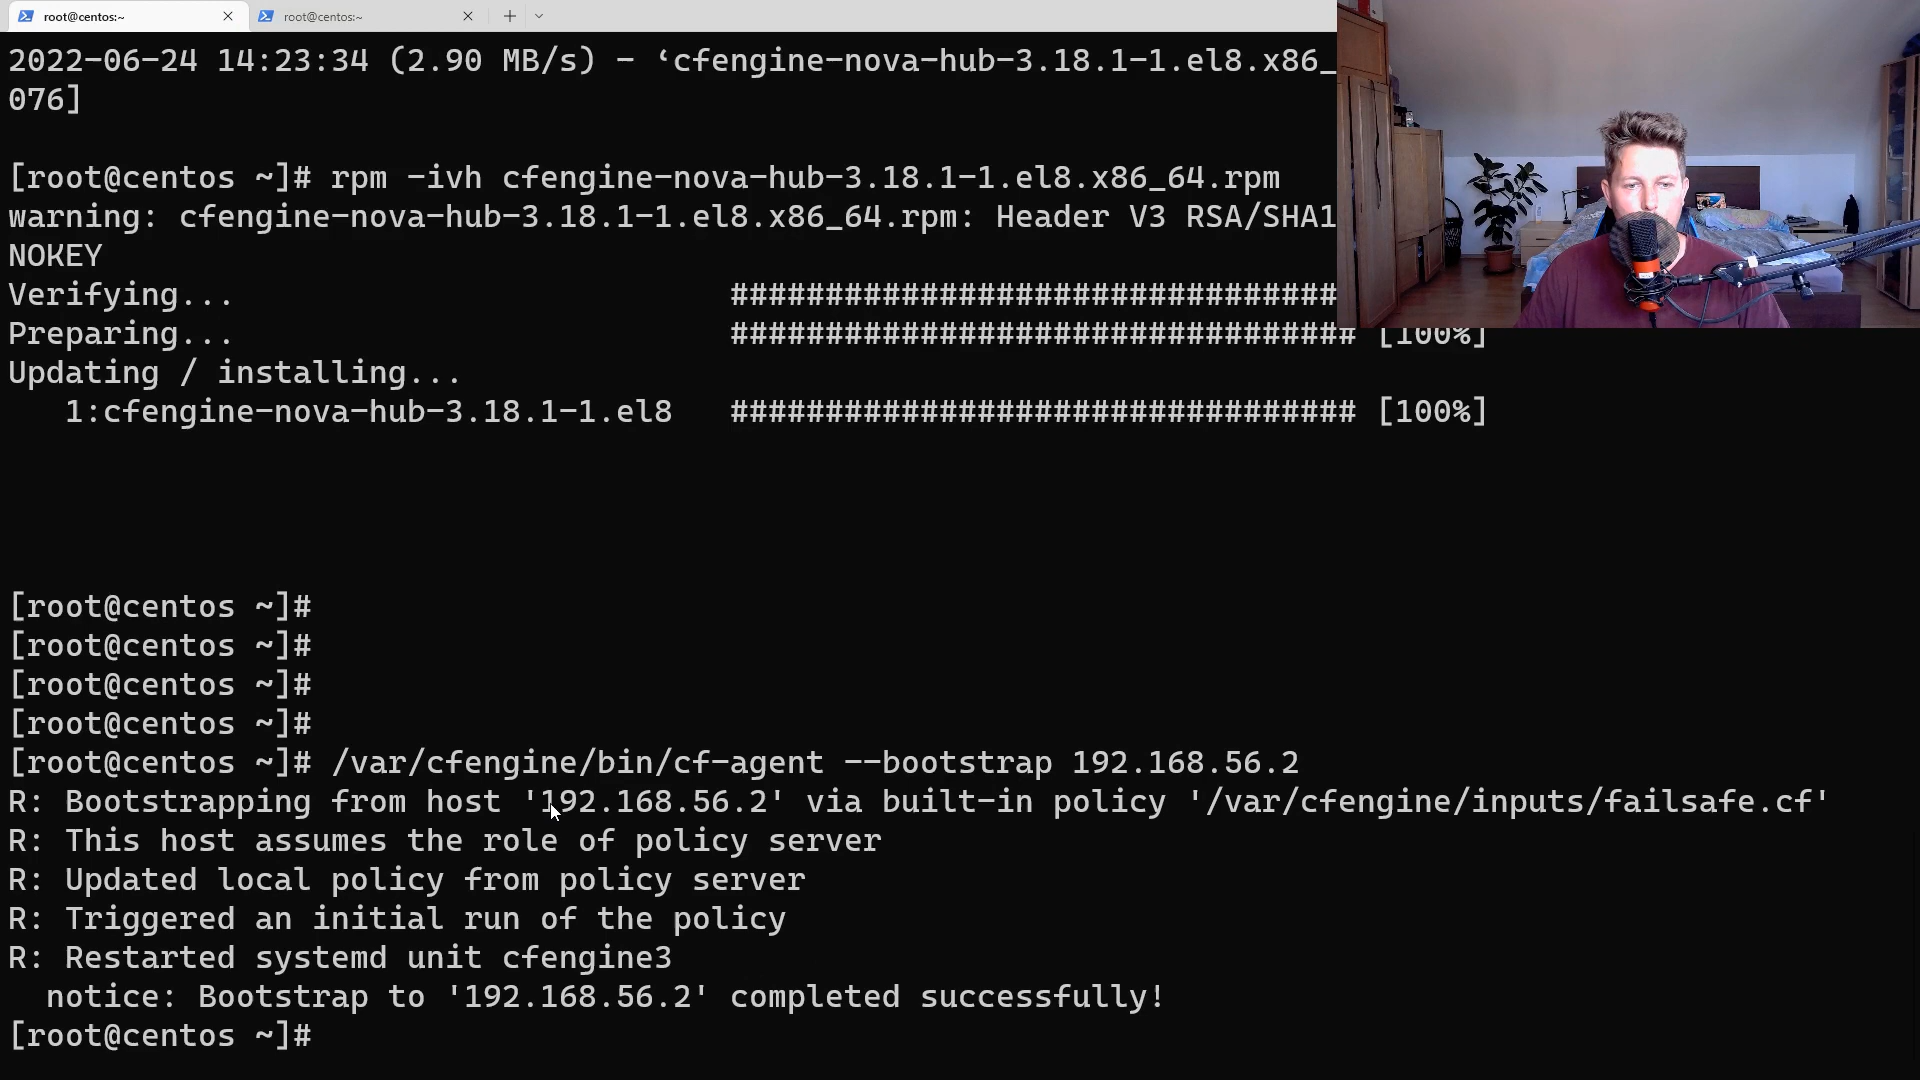 root@centos:~
root@centos:~
2022-06-24 14:23:34 (2.90 MB/s) - ‘cfengine-nova-hub-3.18.1-1.el8.x86_
076]
[root@centos ~]# rpm -ivh cfengine-nova-hub-3.18.1-1.el8.x86_64.rpm
warning: cfengine-nova-hub-3.18.1-1.el8.x86_64.rpm: Header V3 RSA/SHA1
NOKEY
Verifying... ################################
Preparing... ################################# [100%]
Updating / installing...
1:cfengine-nova-hub-3.18.1-1.el8 ################################# [100%]
[root@centos ~]#
[root@centos ~]#
[root@centos ~]#
[root@centos ~]#
[root@centos ~]# /var/cfengine/bin/cf-agent --bootstrap 192.168.56.2
R: Bootstrapping from host '192.168.56.2' via built-in policy '/var/cfengine/inputs/failsafe.cf'
R: This host assumes the role of policy server
R: Updated local policy from policy server
R: Triggered an initial run of the policy
R: Restarted systemd unit cfengine3
notice: Bootstrap to '192.168.56.2' completed successfully!
[root@centos ~]#